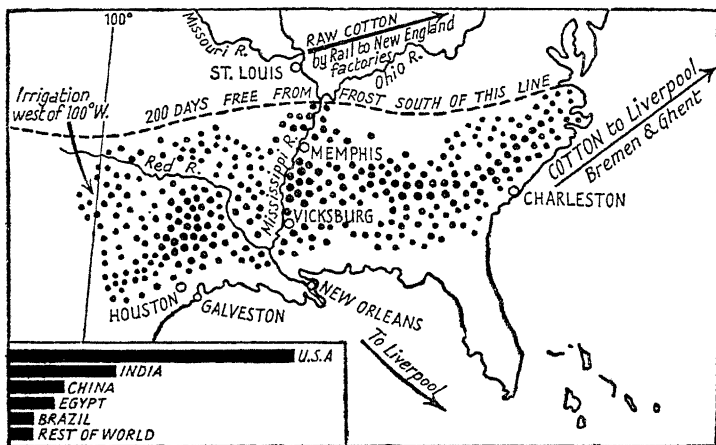 100°
Missouri R.
RAW COTTON
by Rail to New England
factories
ST. LOUIS
Ohio R.
Irrigation
west of 100°W.
200 DAYS FREE FROM FROST SOUTH OF THIS LINE
COTTON to Liverpool
Bremen & Ghent
Red R.
Mississippi R.
MEMPHIS
CHARLESTON
VICKSBURG
HOUSTON
GALVESTON
NEW ORLEANS
To Liverpool
U.S.A
INDIA
CHINA
EGYPT
BRAZIL
REST OF WORLD